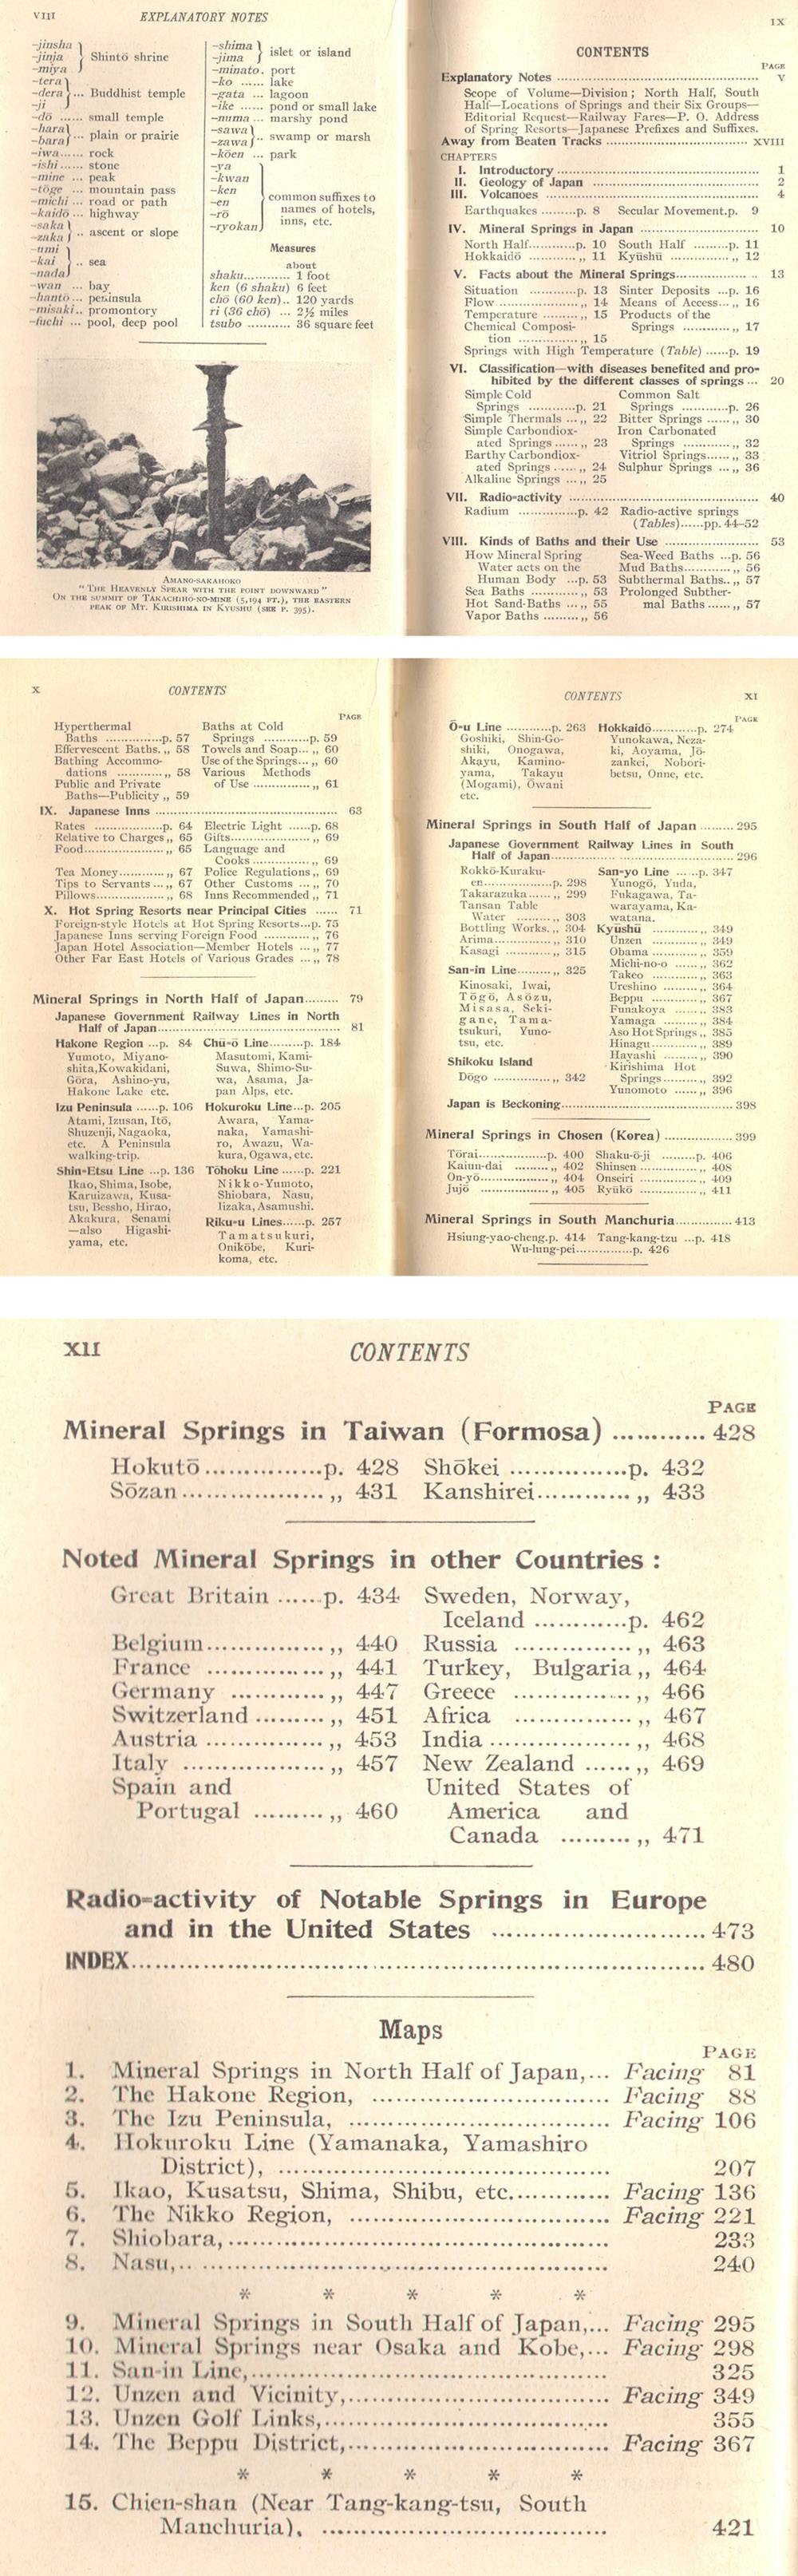 VIII EXPLANATORY NOTES
-jinsha
-jinja
-miya
Shintō shrine
-tera
-dera
-ji
... Buddhist temple
-dō ...... small temple
-hara
-bara
... plain or prairie
-iwa...... rock
-ishi ...... stone
-mine ... peak
-tōge ... mountain pass
-michi ... road or path
-kaidō ... highway
-saka
-zaka
.. ascent or slope
-umi
-kai
-nada
.. sea
-wan ... bay
-hantō ... peninsula
-misaki.. promontory
-fuchi ... pool, deep pool
-shima
-jima
islet or island
-minato. port
-ko ...... lake
-gata ... lagoon
-ike ...... pond or small lake
-numa ... marshy pond
-sawa
-zawa
.. swamp or marsh
-kōen ... park
-ya
-kwan
-ken
-en
-rō
-ryokan
common suffixes to
names of hotels,
inns, etc.
Measures
about
shaku........... 1 foot
ken (6 shaku) 6 feet
chō (60 ken).. 120 yards
ri (36 chō) ... 2½ miles
tsubo ........... 36 square feet
AMANO-SAKAHOKO
"THE HEAVENLY SPEAR WITH THE POINT DOWNWARD"
ON THE SUMMIT OF TAKACHIHO-NO-MINE (5,194 FT.), THE EASTERN
PEAK OF MT. KIRISHIMA IN KYUSHU (SEE P. 395).
IX
CONTENTS
PAGE
Explanatory Notes ........ V
Scope of Volume—Division; North Half, South
Half—Locations of Springs and their Six Groups—
Editorial Request—Railway Fares—P. O. Address
of Spring Resorts—Japanese Prefixes and Suffixes.
Away from Beaten Tracks ........ XVIII
CHAPTERS
I. Introductory ........ 1
II. Geology of Japan ........ 2
III. Volcanoes ........ 4
Earthquakes .........p. 8 Secular Movement.p. 9
IV. Mineral Springs in Japan ........ 10
North Half...........p. 10 South Half .........p. 11
Hokkaidō ............,, 11 Kyūshū ...............,, 12
V. Facts about the Mineral Springs........ 13
Situation ...........p. 13 Sinter Deposits ...p. 16
Flow ...................,, 14 Means of Access...,, 16
Temperature .........,, 15 Products of the
Chemical Composi- Springs ............,, 17
tion ................,, 15
Springs with High Temperature (Table) ......p. 19
VI. Classification—with diseases benefited and pro-
hibited by the different classes of springs ... 20
Simple Cold Common Salt
Springs ............p. 21 Springs ............p. 26
Simple Thermals ...,, 22 Bitter Springs ......,, 30
Simple Carbondiox- Iron Carbonated
ated Springs ......,, 23 Springs ............,, 32
Earthy Carbondiox- Vitriol Springs......,, 33
ated Springs ......,, 24 Sulphur Springs ...,, 36
Alkaline Springs ...,, 25
VII. Radio-activity ........ 40
Radium ...............p. 42 Radio-active springs
(Tables)......pp. 44-52
VIII. Kinds of Baths and their Use ........ 53
How Mineral Spring Sea-Weed Baths ...p. 56
Water acts on the Mud Baths............,, 56
Human Body ...p. 53 Subthermal Baths..,, 57
Sea Baths ............,, 53 Prolonged Subther-
Hot Sand-Baths ...,, 55 mal Baths ......,, 57
Vapor Baths .........,, 56
X CONTENTS
PAGE
Hyperthermal Baths at Cold
Baths ...............p. 57 Springs ............p. 59
Effervescent Baths.,, 58 Towels and Soap...,, 60
Bathing Accommo- Use of the Springs...,, 60
dations ............,, 58 Various Methods
Public and Private of Use ...............,, 61
Baths—Publicity ,, 59
IX. Japanese Inns ........ 63
Rates ...............p. 64 Electric Light ......p. 68
Relative to Charges,, 65 Gifts..................,, 69
Food...................,, 65 Language and
Cooks ...............,, 69
Tea Money............,, 67 Police Regulations,, 69
Tips to Servants...,, 67 Other Customs ...,, 70
Pillows...............,, 68 Inns Recommended ,, 71
X. Hot Spring Resorts near Principal Cities ...... 71
Foreign-style Hotels at Hot Spring Resorts...p. 75
Japanese Inns serving Foreign Food ............,, 76
Japan Hotel Association—Member Hotels ...,, 77
Other Far East Hotels of Various Grades ...,, 78
Mineral Springs in North Half of Japan......... 79
Japanese Government Railway Lines in North
Half of Japan........ 81
Hakone Region ...p. 84 Chū-ō Line.........p. 184
Yumoto, Miyano- Masutomi, Kami-
shita, Kowakidani, Suwa, Shimo-Su-
Gōra, Ashino-yu, wa, Asama, Ja-
Hakone Lake etc. pan Alps, etc.
Izu Peninsula ......p. 106 Hokuroku Line...p. 205
Atami, Izusan, Itō, Awara, Yama-
Shuzenji, Nagaoka, naka, Yamashi-
etc. A Peninsula ro, Awazu, Wa-
walking-trip. kura, Ogawa, etc.
Shin-Etsu Line ...p. 136 Tōhoku Line ......p. 221
Ikao, Shima, Isobe, Nikko-Yumoto,
Karuizawa, Kusa- Shiobara, Nasu,
tsu, Bessho, Hirao, Iizaka, Asamushi.
Akakura, Senami Riku-u Lines......p. 257
—also Higashi- Tamatsukuri,
yama, etc. Onikōbe, Kuri-
koma, etc.
CONTENTS XI
PAGE
Ō-u Line ............p. 263 Hokkaidō............p. 274
Goshiki, Shin-Go- Yunokawa, Neza-
shiki, Onogawa, ki, Aoyama, Jō-
Akayu, Kamino- zankei, Nobori-
yama, Takayu betsu, Onne, etc.
(Mogami), Ōwani
etc.
Mineral Springs in South Half of Japan .........295
Japanese Government Railway Lines in South
Half of Japan........ 296
Rokkō-Kuraku-
en..................p. 298
Takarazuka ......,, 299
Tansan Table
Water .........,, 303
Bottling Works..,, 304
Arima...............,, 310
Kasagi ............,, 315
San-in Line.........,, 325
Kinosaki, Iwai,
Tōgō, Asōzu,
Misasa, Seki-
gane, Tama-
tsukuri, Yuno-
tsu, etc.
Shikoku Island
Dōgo ...............,, 342
San-yo Line ......p. 347
Yunogō, Yuda,
Fukagawa, Ta-
warayama, Ka-
watana.
Kyūshū ............,, 349
Unzen ............,, 349
Obama ............,, 359
Michi-no-o ......,, 362
Takeo ............,, 363
Ureshino .........,, 364
Beppu ............,, 367
Funakoya ......,, 383
Yamaga .........,, 384
Aso Hot Springs,, 385
Hinagu............,, 389
Hayashi .........,, 390
Kirishima Hot
Springs.........,, 392
Yunomoto ......,, 396
Japan is Beckoning........ 398
Mineral Springs in Chosen (Korea) ........ 399
Tōrai..................p. 400 Shaku-ō-ji .........p. 406
Kaiun-dai .........,, 402 Shinsen ...............,, 408
On-yō..................,, 404 Onseiri ...............,, 409
Jujō ..................,, 405 Ryūkō ...............,, 411
Mineral Springs in South Manchuria........ 413
Hsiung-yao-cheng.p. 414 Tang-kang-tzu ...p. 418
Wu-lung-pei...............p. 426
XII CONTENTS
PAGE
Mineral Springs in Taiwan (Formosa) ............ 428
Hokutō...............p. 428 Shōkei ...............p. 432
Sōzan..................,, 431 Kanshirei............,, 433
Noted Mineral Springs in other Countries :
Great Britain ......p. 434 Sweden, Norway,
Iceland ............p. 462
Belgium...............,, 440 Russia ...............,, 463
France ...............,, 441 Turkey, Bulgaria,, 464
Germany ............,, 447 Greece ...............,, 466
Switzerland .........,, 451 Africa ...............,, 467
Austria ...............,, 453 India ..................,, 468
Italy ..................,, 457 New Zealand ......,, 469
Spain and United States of
Portugal .........,, 460 America and
Canada .........,, 471
Radio-activity of Notable Springs in Europe
and in the United States ........ 473
INDEX........ 480
Maps
PAGE
1. Mineral Springs in North Half of Japan,... Facing 81
2. The Hakone Region, ........ Facing 88
3. The Izu Peninsula, ........ Facing 106
4. Hokuroku Line (Yamanaka, Yamashiro
District), ........ 207
5. Ikao, Kusatsu, Shima, Shibu, etc............. Facing 136
6. The Nikko Region, ........ Facing 221
7. Shiobara,........ 233
8. Nasu,........ 240
* * * * *
9. Mineral Springs in South Half of Japan,... Facing 295
10. Mineral Springs near Osaka and Kobe,... Facing 298
11. San-in Line,........ 325
12. Unzen and Vicinity,........ Facing 349
13. Unzen Golf Links,........ 355
14. The Beppu District,........ Facing 367
* * * * *
15. Chien-shan (Near Tang-kang-tsu, South
Manchuria), ........ 421